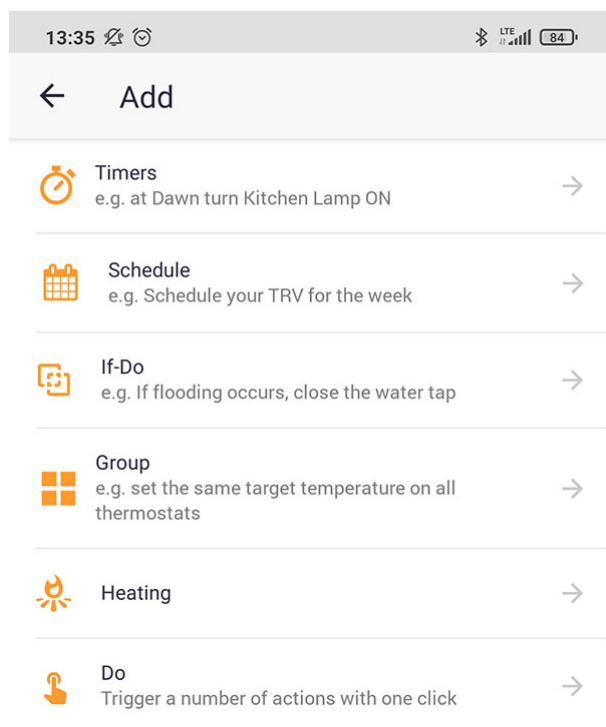 13:35
LTE
84
Add
Timers
e.g. at Dawn turn Kitchen Lamp ON
Schedule
e.g. Schedule your TRV for the week
If-Do
e.g. If flooding occurs, close the water tap
Group
e.g. set the same target temperature on all
thermostats
Heating
Do
Trigger a number of actions with one click